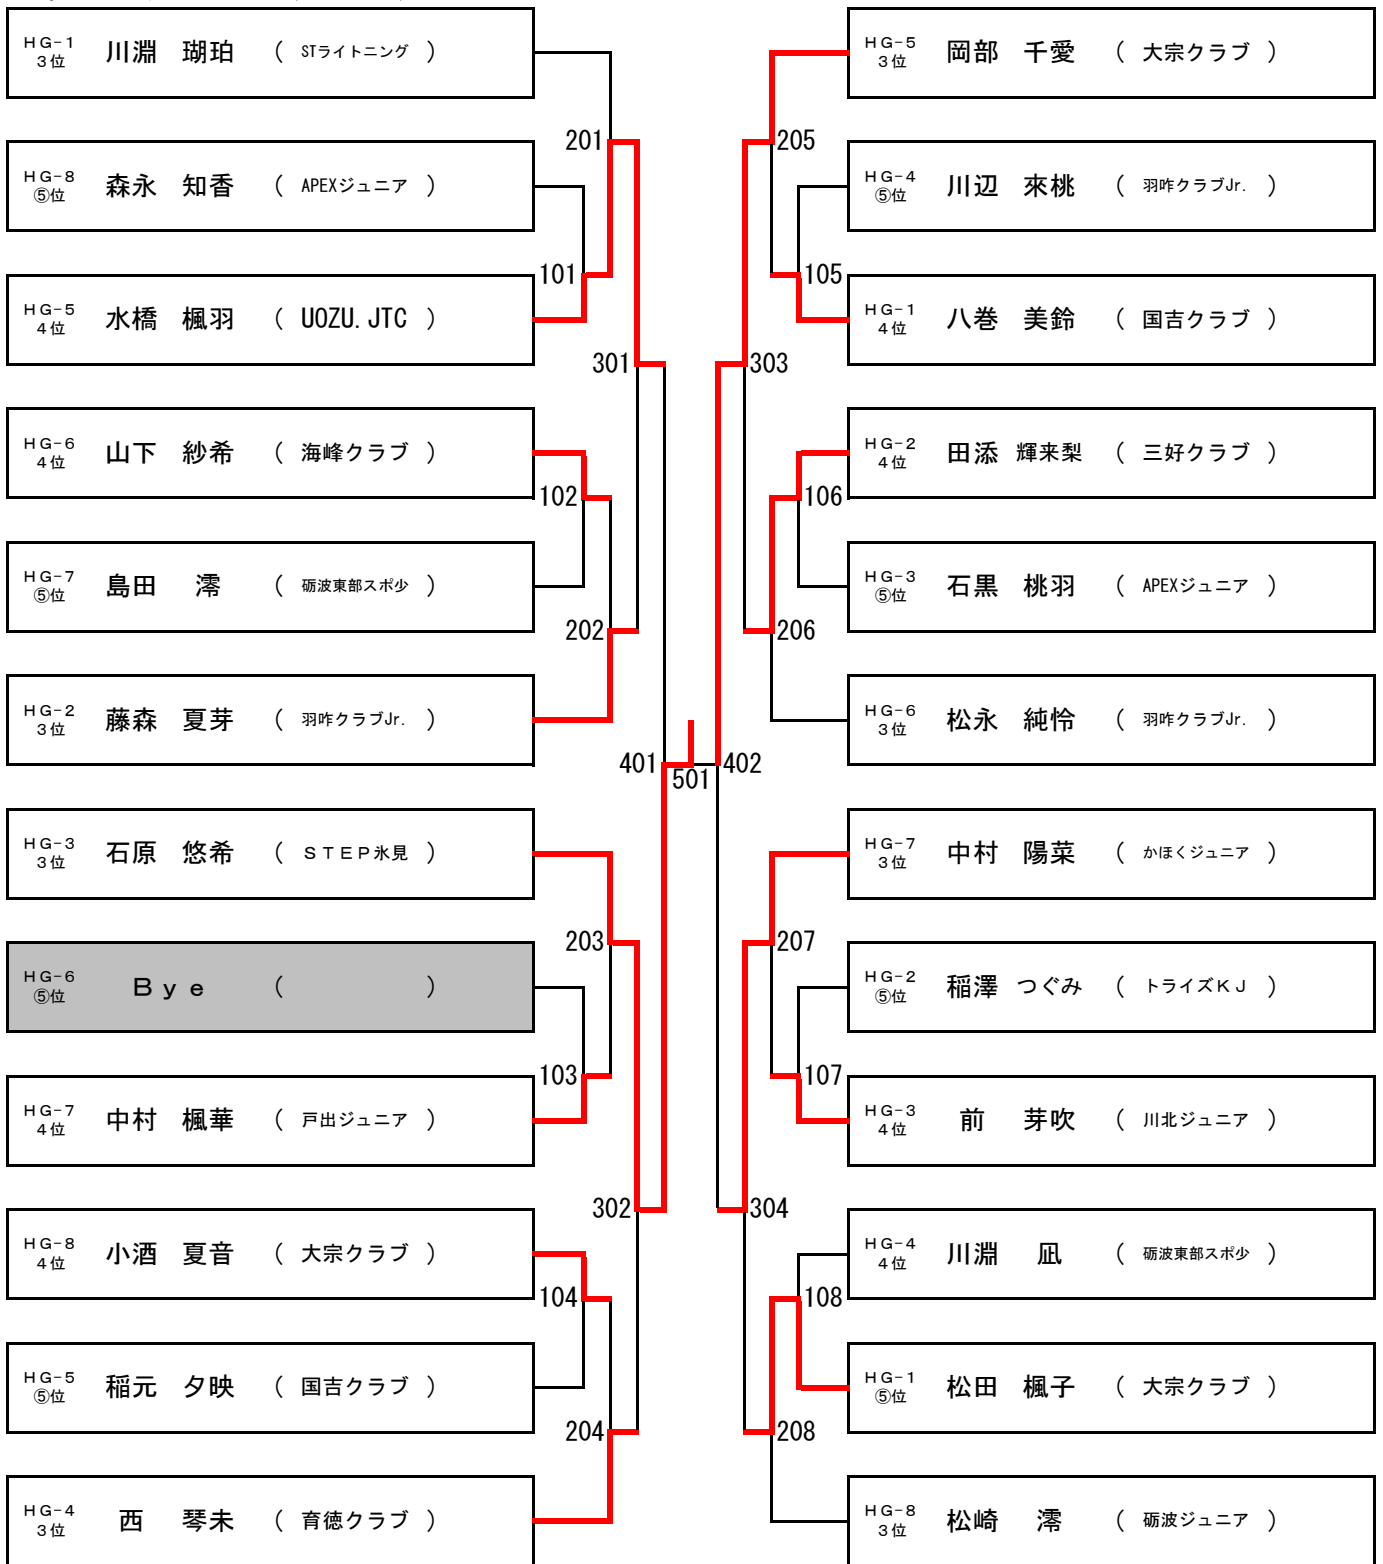 HG-1 3位 川淵 瑚珀 ( STライトニング )
201
HG-8 ⑤位 森永 知香 ( APEXジュニア )
101
HG-5 4位 水橋 楓羽 ( UOZU.JTC )
301
HG-6 4位 山下 紗希 ( 海峰クラブ )
102
HG-7 ⑤位 島田 澪 ( 砺波東部スポ少 )
202
HG-2 3位 藤森 夏芽 ( 羽咋クラブJr. )
401
HG-3 3位 石原 悠希 ( STEP氷見 )
203
HG-6 ⑤位 Bye ( )
103
HG-7 4位 中村 楓華 ( 戸出ジュニア )
302
HG-8 4位 小酒 夏音 ( 大宗クラブ )
104
HG-5 ⑤位 稲元 夕映 ( 国吉クラブ )
204
HG-4 3位 西 琴未 ( 育徳クラブ )
501
HG-5 3位 岡部 千愛 ( 大宗クラブ )
205
HG-4 ⑤位 川辺 來桃 ( 羽咋クラブJr. )
105
HG-1 4位 八巻 美鈴 ( 国吉クラブ )
303
HG-2 4位 田添 輝来梨 ( 三好クラブ )
106
HG-3 ⑤位 石黒 桃羽 ( APEXジュニア )
206
HG-6 3位 松永 純怜 ( 羽咋クラブJr. )
402
HG-7 3位 中村 陽菜 ( かほくジュニア )
207
HG-2 ⑤位 稲澤 つぐみ ( トライズKJ )
107
HG-3 4位 前 芽吹 ( 川北ジュニア )
304
HG-4 4位 川淵 凪 ( 砺波東部スポ少 )
108
HG-1 ⑤位 松田 楓子 ( 大宗クラブ )
208
HG-8 3位 松崎 澪 ( 砺波ジュニア )